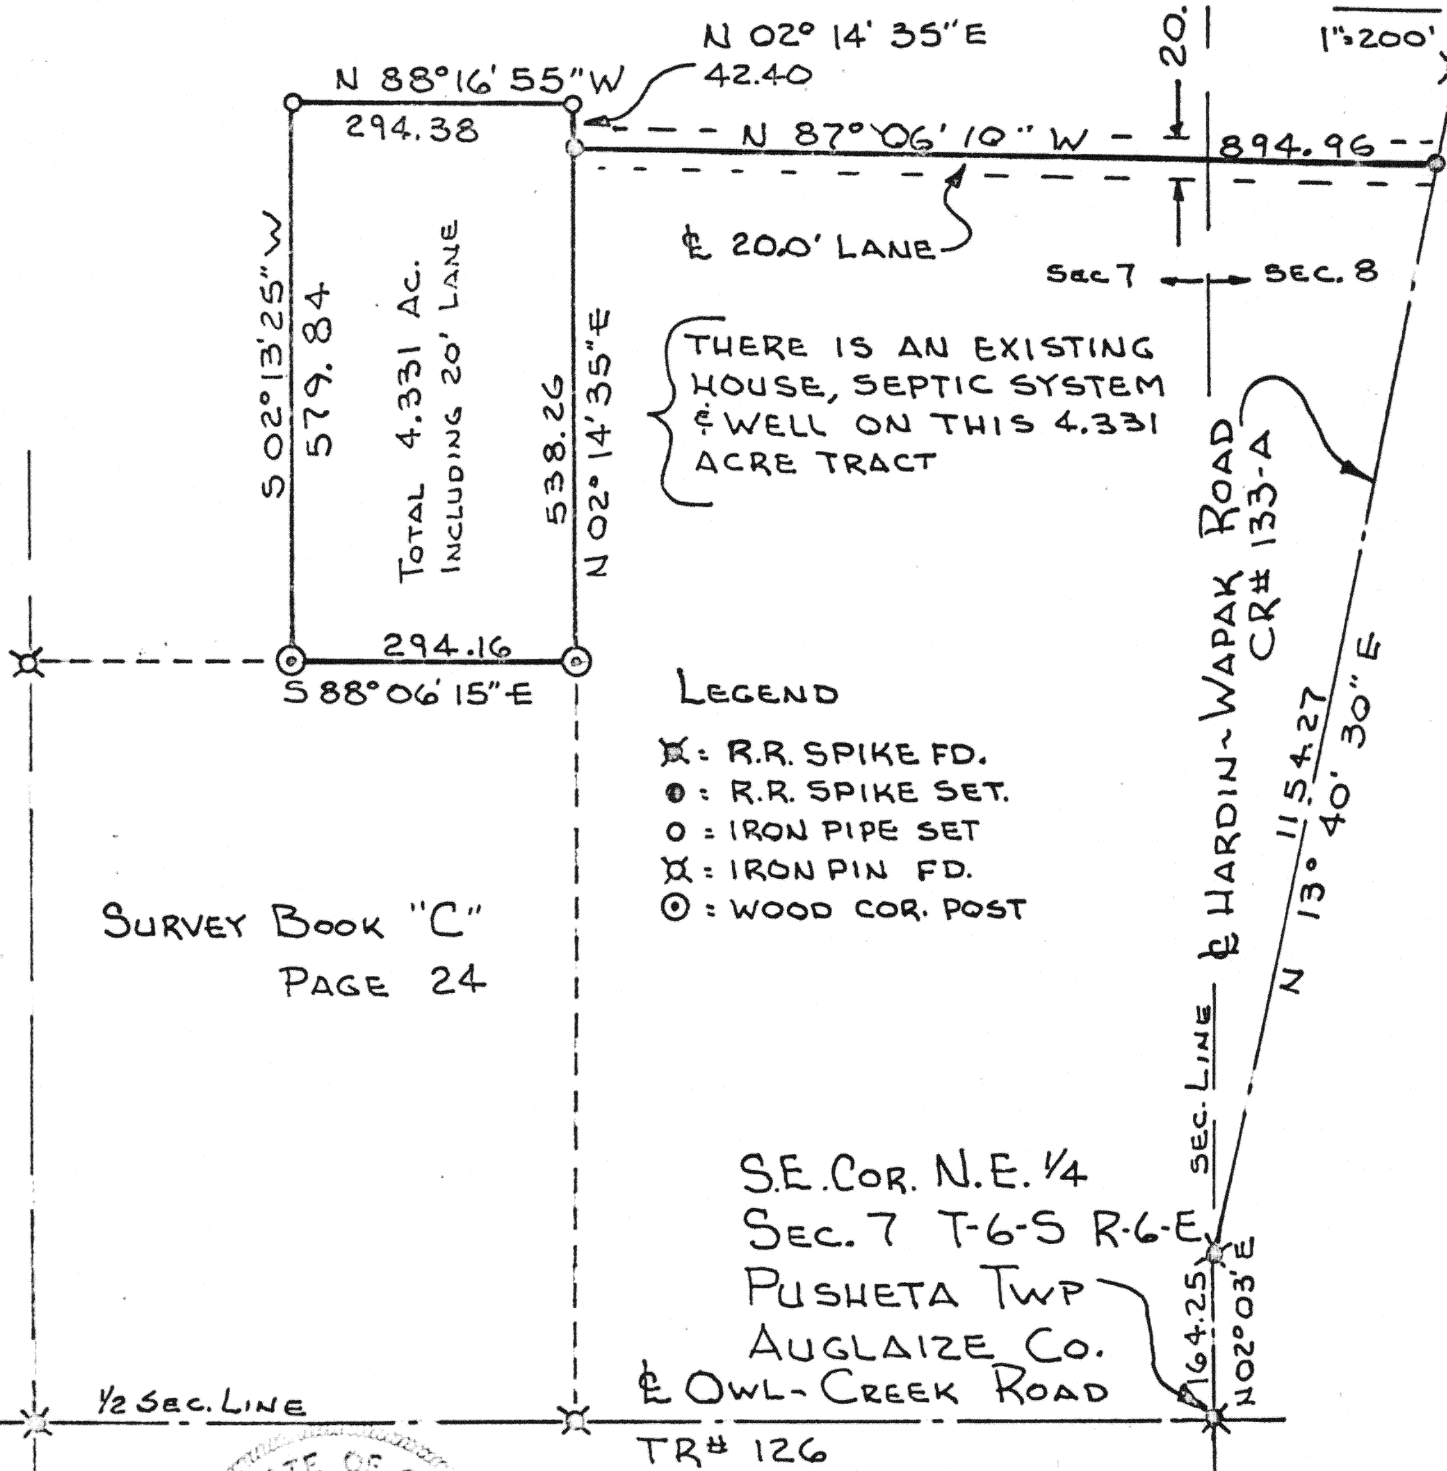 N 02° 14' 35" E
42.40
20.
1"=200'
N 88° 16' 55" W
294.38
N 87° 06' 10" W
894.96
S 02° 13' 25" W
579.84
TOTAL 4.331 AC.
INCLUDING 20' LANE
538.26
N 02° 14' 35" E
℄ 20.0' LANE
Sec 7
SEC. 8
THERE IS AN EXISTING
HOUSE, SEPTIC SYSTEM
& WELL ON THIS 4.331
ACRE TRACT
℄ HARDIN~WAPAK ROAD
CR# 133-A
294.16
S 88° 06' 15" E
LEGEND
: R.R. SPIKE FD.
: R.R. SPIKE SET.
: IRON PIPE SET
: IRON PIN FD.
: WOOD COR. POST
1154.27
N 13° 40' 30" E
SURVEY BOOK "C"
PAGE 24
SEC. LINE
S.E. COR. N.E. 1/4
SEC. 7 T-6-S R-6-E
PUSHETA TWP
AUGLAIZE CO.
164.25
N 02° 03' E
1/2 SEC. LINE
℄ OWL-CREEK ROAD
TR# 126
OF